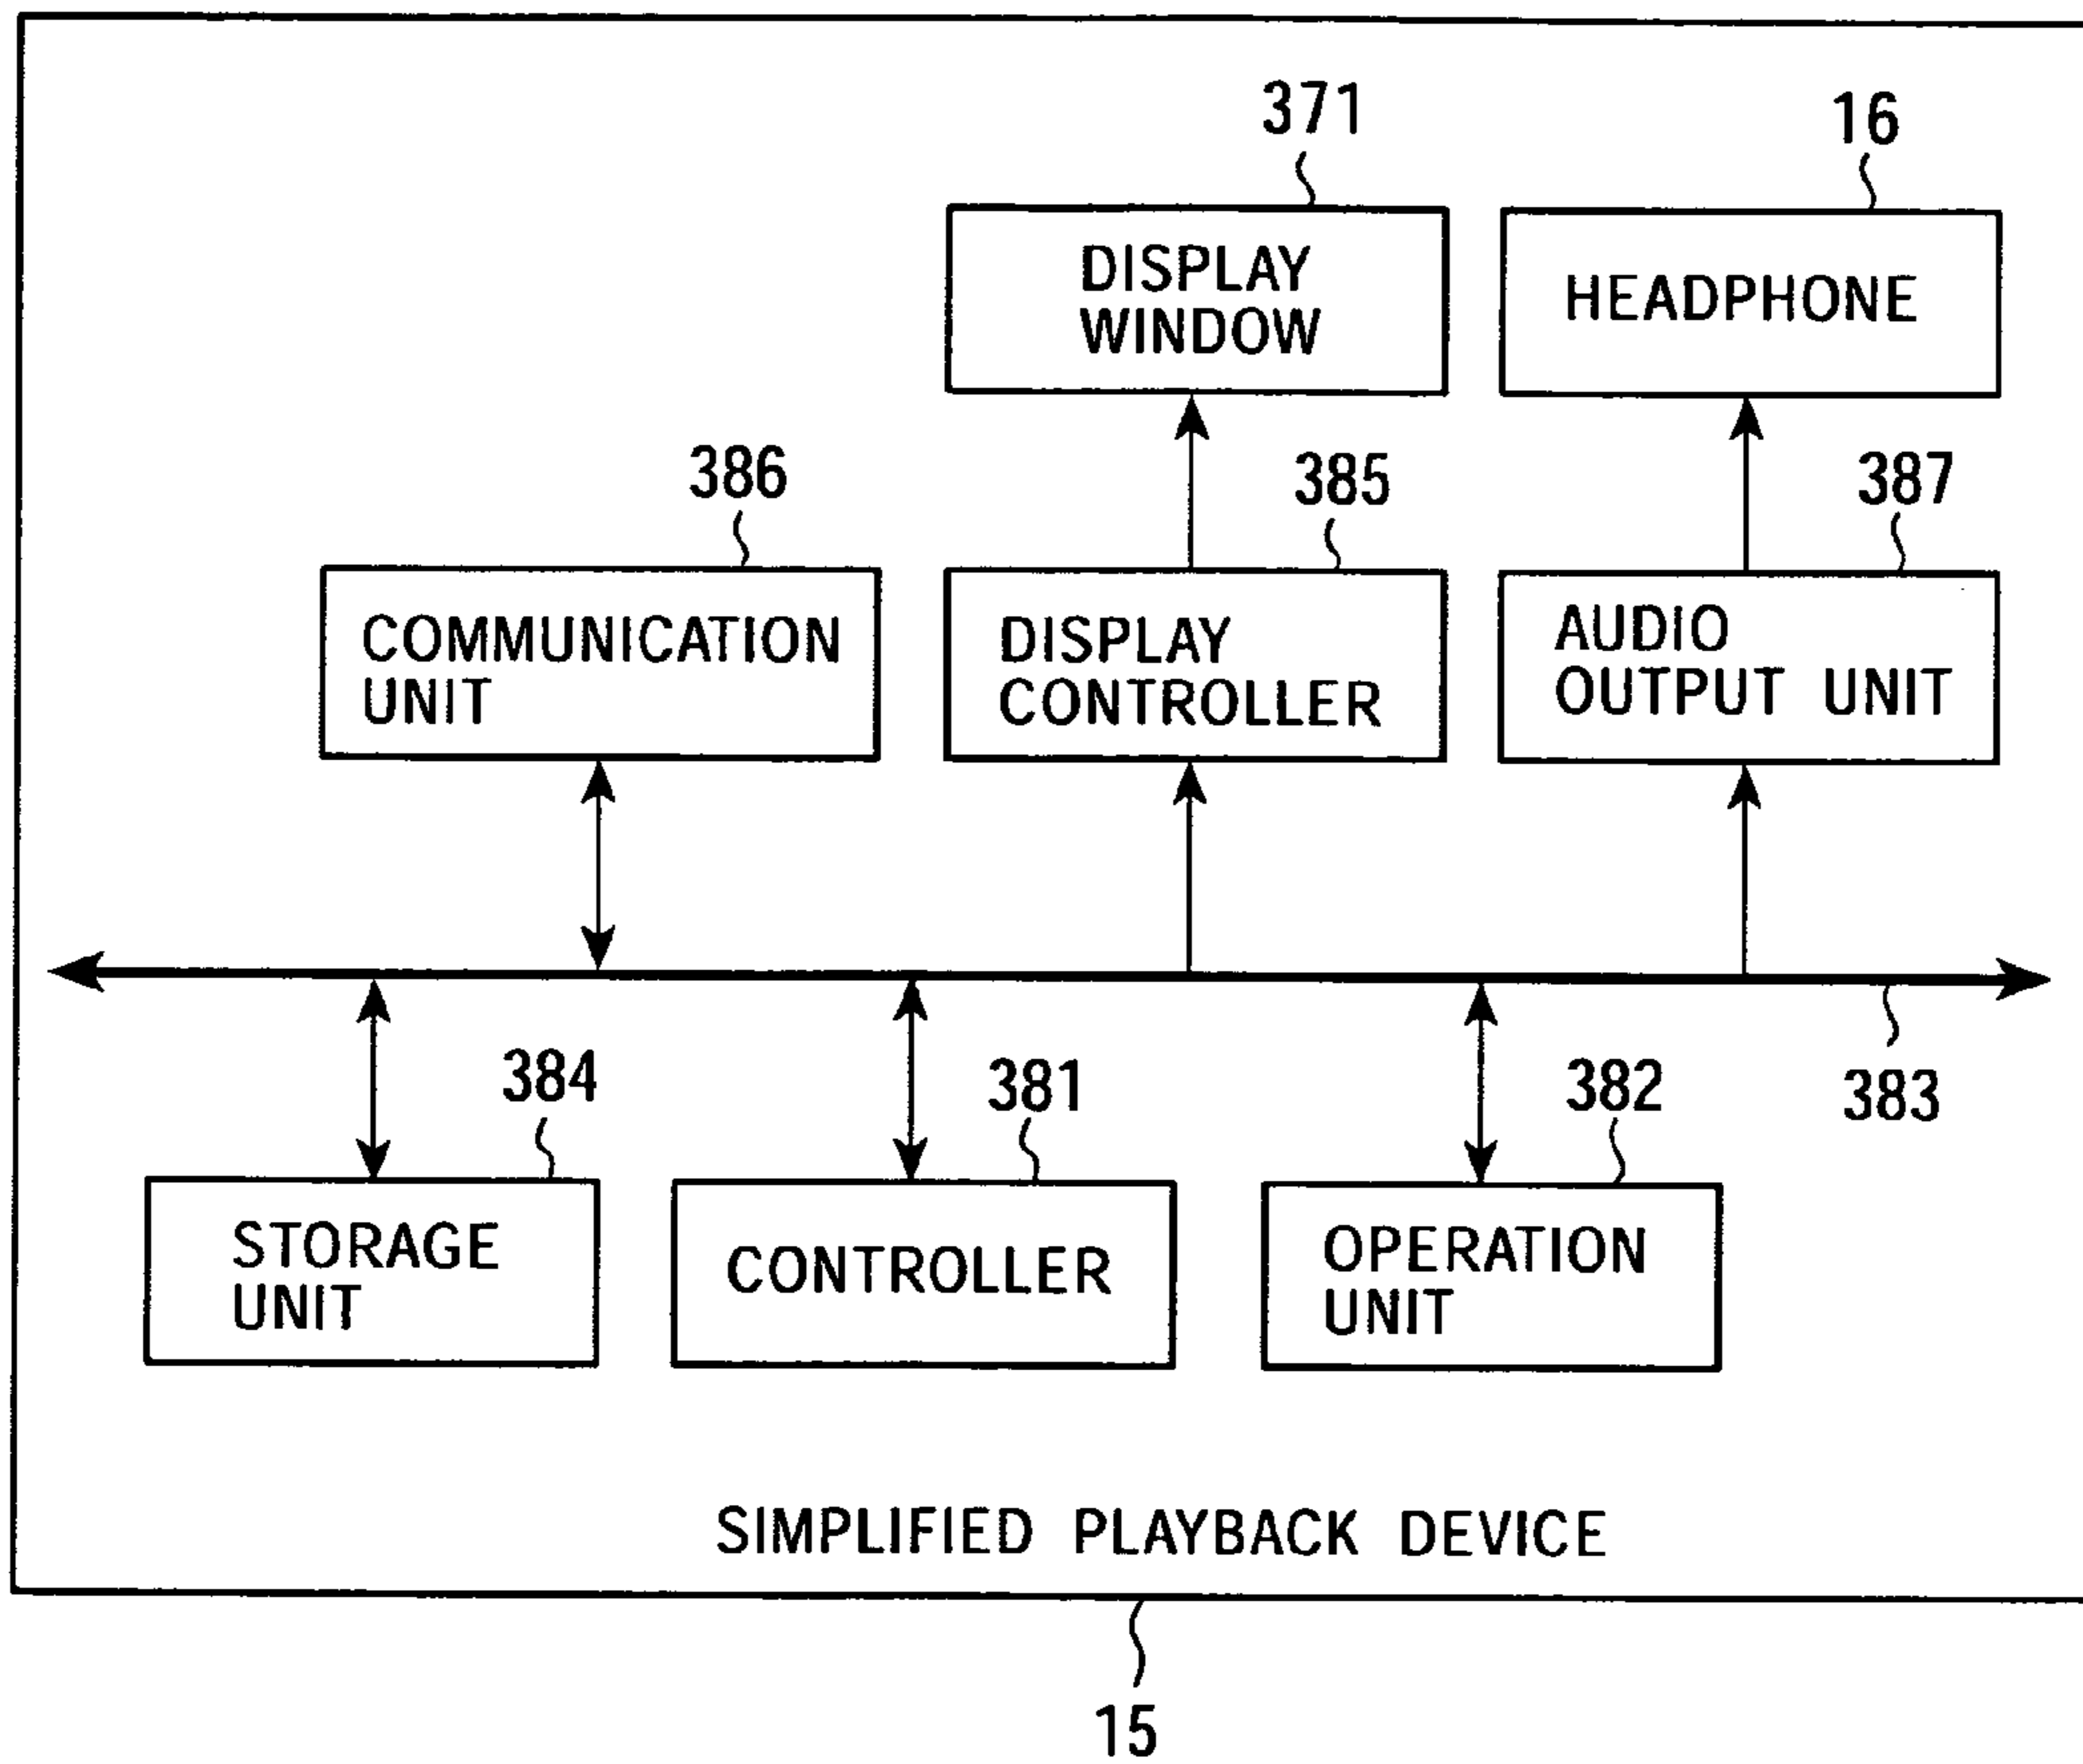 371
16
DISPLAY
WINDOW
HEADPHONE
386
385
387
COMMUNICATION
UNIT
DISPLAY
CONTROLLER
AUDIO
OUTPUT UNIT
384
381
382
383
STORAGE
UNIT
CONTROLLER
OPERATION
UNIT
SIMPLIFIED PLAYBACK DEVICE
15